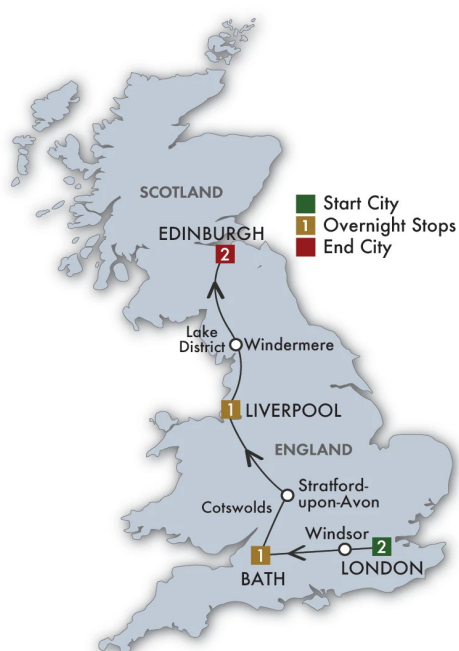 SCOTLAND
Start City
1 Overnight Stops
End City
EDINBURGH
2
Lake
District
Windermere
1 LIVERPOOL
ENGLAND
Stratford-
upon-Avon
Cotswolds
Windsor
2
1
LONDON
BATH